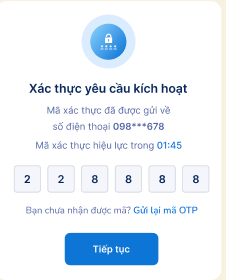 Xác thực yêu cầu kích hoạt
Mã xác thực đã được gửi về
số điện thoại 098***678
Mã xác thực hiệu lực trong 01:45
2 2 8 8 8 8
Bạn chưa nhận được mã? Gửi lại mã OTP
Tiếp tục